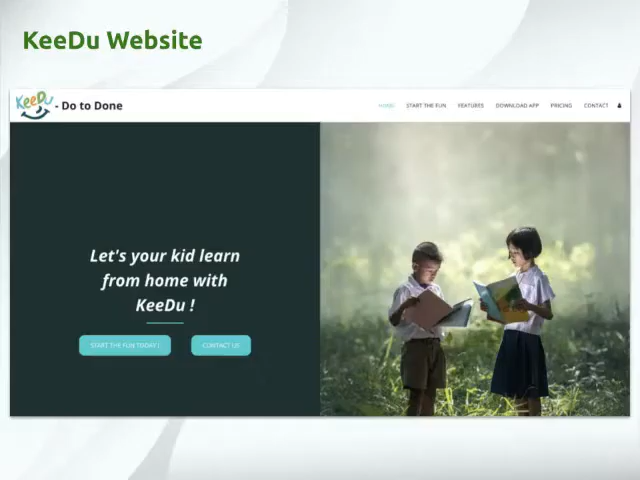 KeeDu Website
KeeDu - Do to Done
HOME START THE FUN FEATURES DOWNLOAD APP PRICING CONTACT
Let's your kid learn
from home with
KeeDu !
START THE FUN TODAY ! CONTACT US